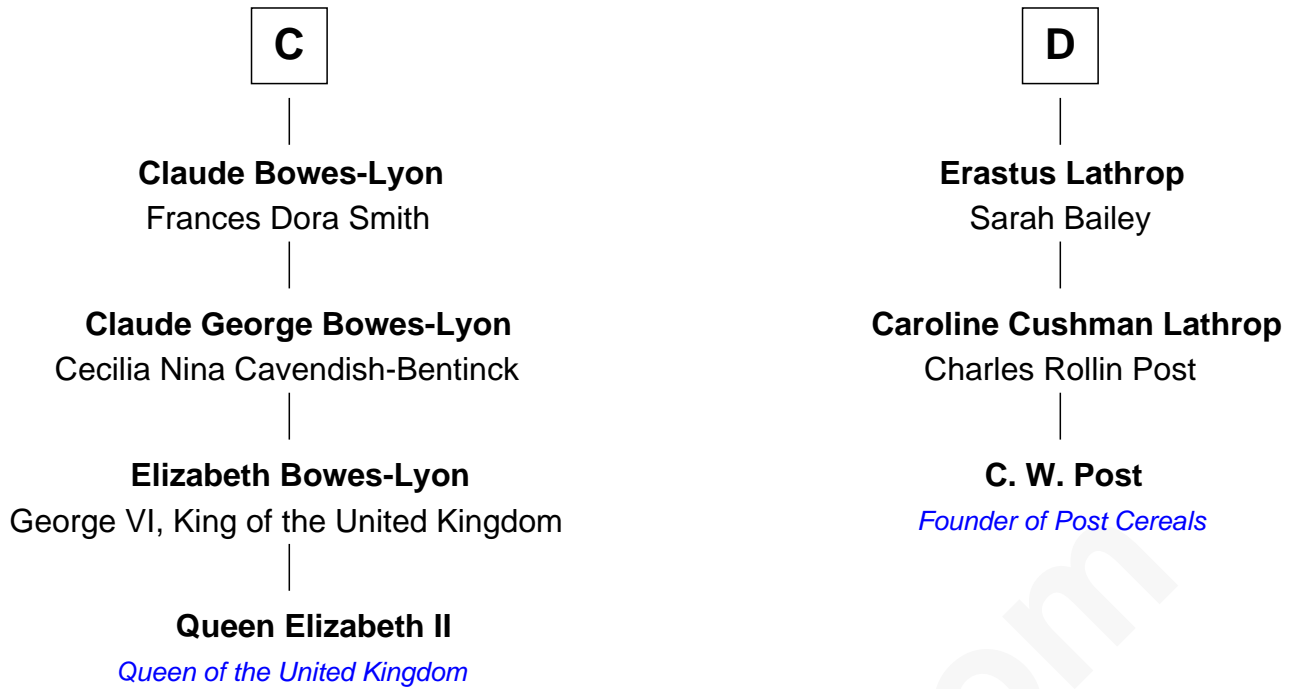 C
Claude Bowes-Lyon
Frances Dora Smith
Claude George Bowes-Lyon
Cecilia Nina Cavendish-Bentinck
Elizabeth Bowes-Lyon
George VI, King of the United Kingdom
Queen Elizabeth II
Queen of the United Kingdom
D
Erastus Lathrop
Sarah Bailey
Caroline Cushman Lathrop
Charles Rollin Post
C. W. Post
Founder of Post Cereals
om